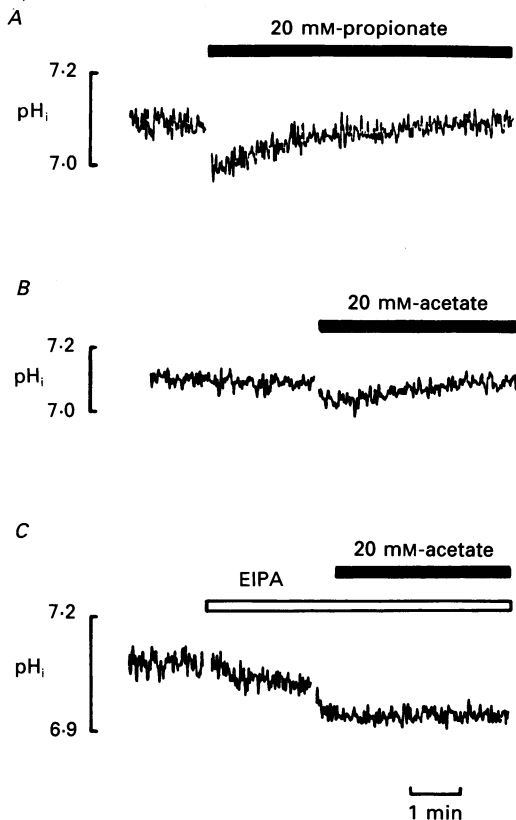 A
20 mM-propionate
7·2
pHi
7·0
B
20 mM-acetate
7·2
pHi
7·0
C
20 mM-acetate
EIPA
7·2
pHi
6·9
1 min